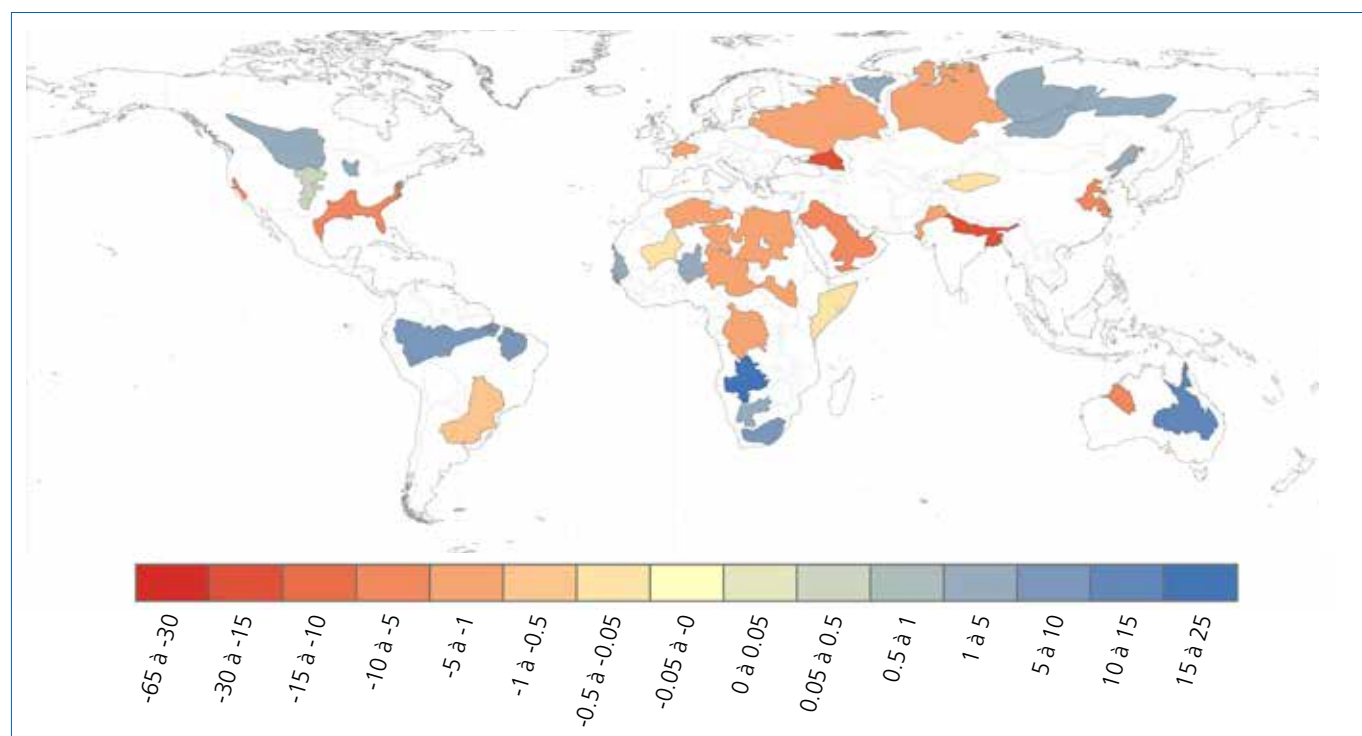 -65 à -30
-30 à -15
-15 à -10
-10 à -5
-5 à -1
-1 à -0.5
-0.5 à -0.05
-0.05 à -0
0 à 0.05
0.05 à 0.5
0.5 à 1
1 à 5
5 à 10
10 à 15
15 à 25